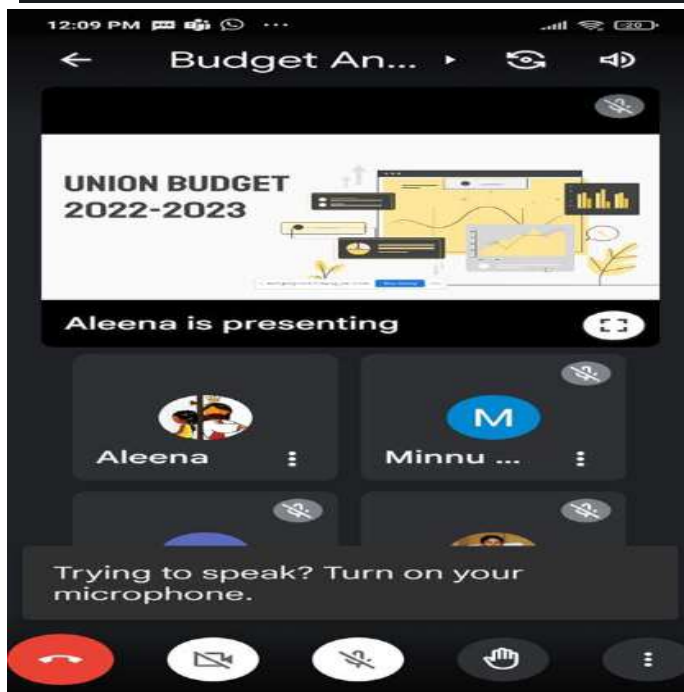 12:09 PM
20
Budget An...
UNION BUDGET
2022-2023
Aleena is presenting
M
Aleena
Minnu ...
Trying to speak? Turn on your
microphone.